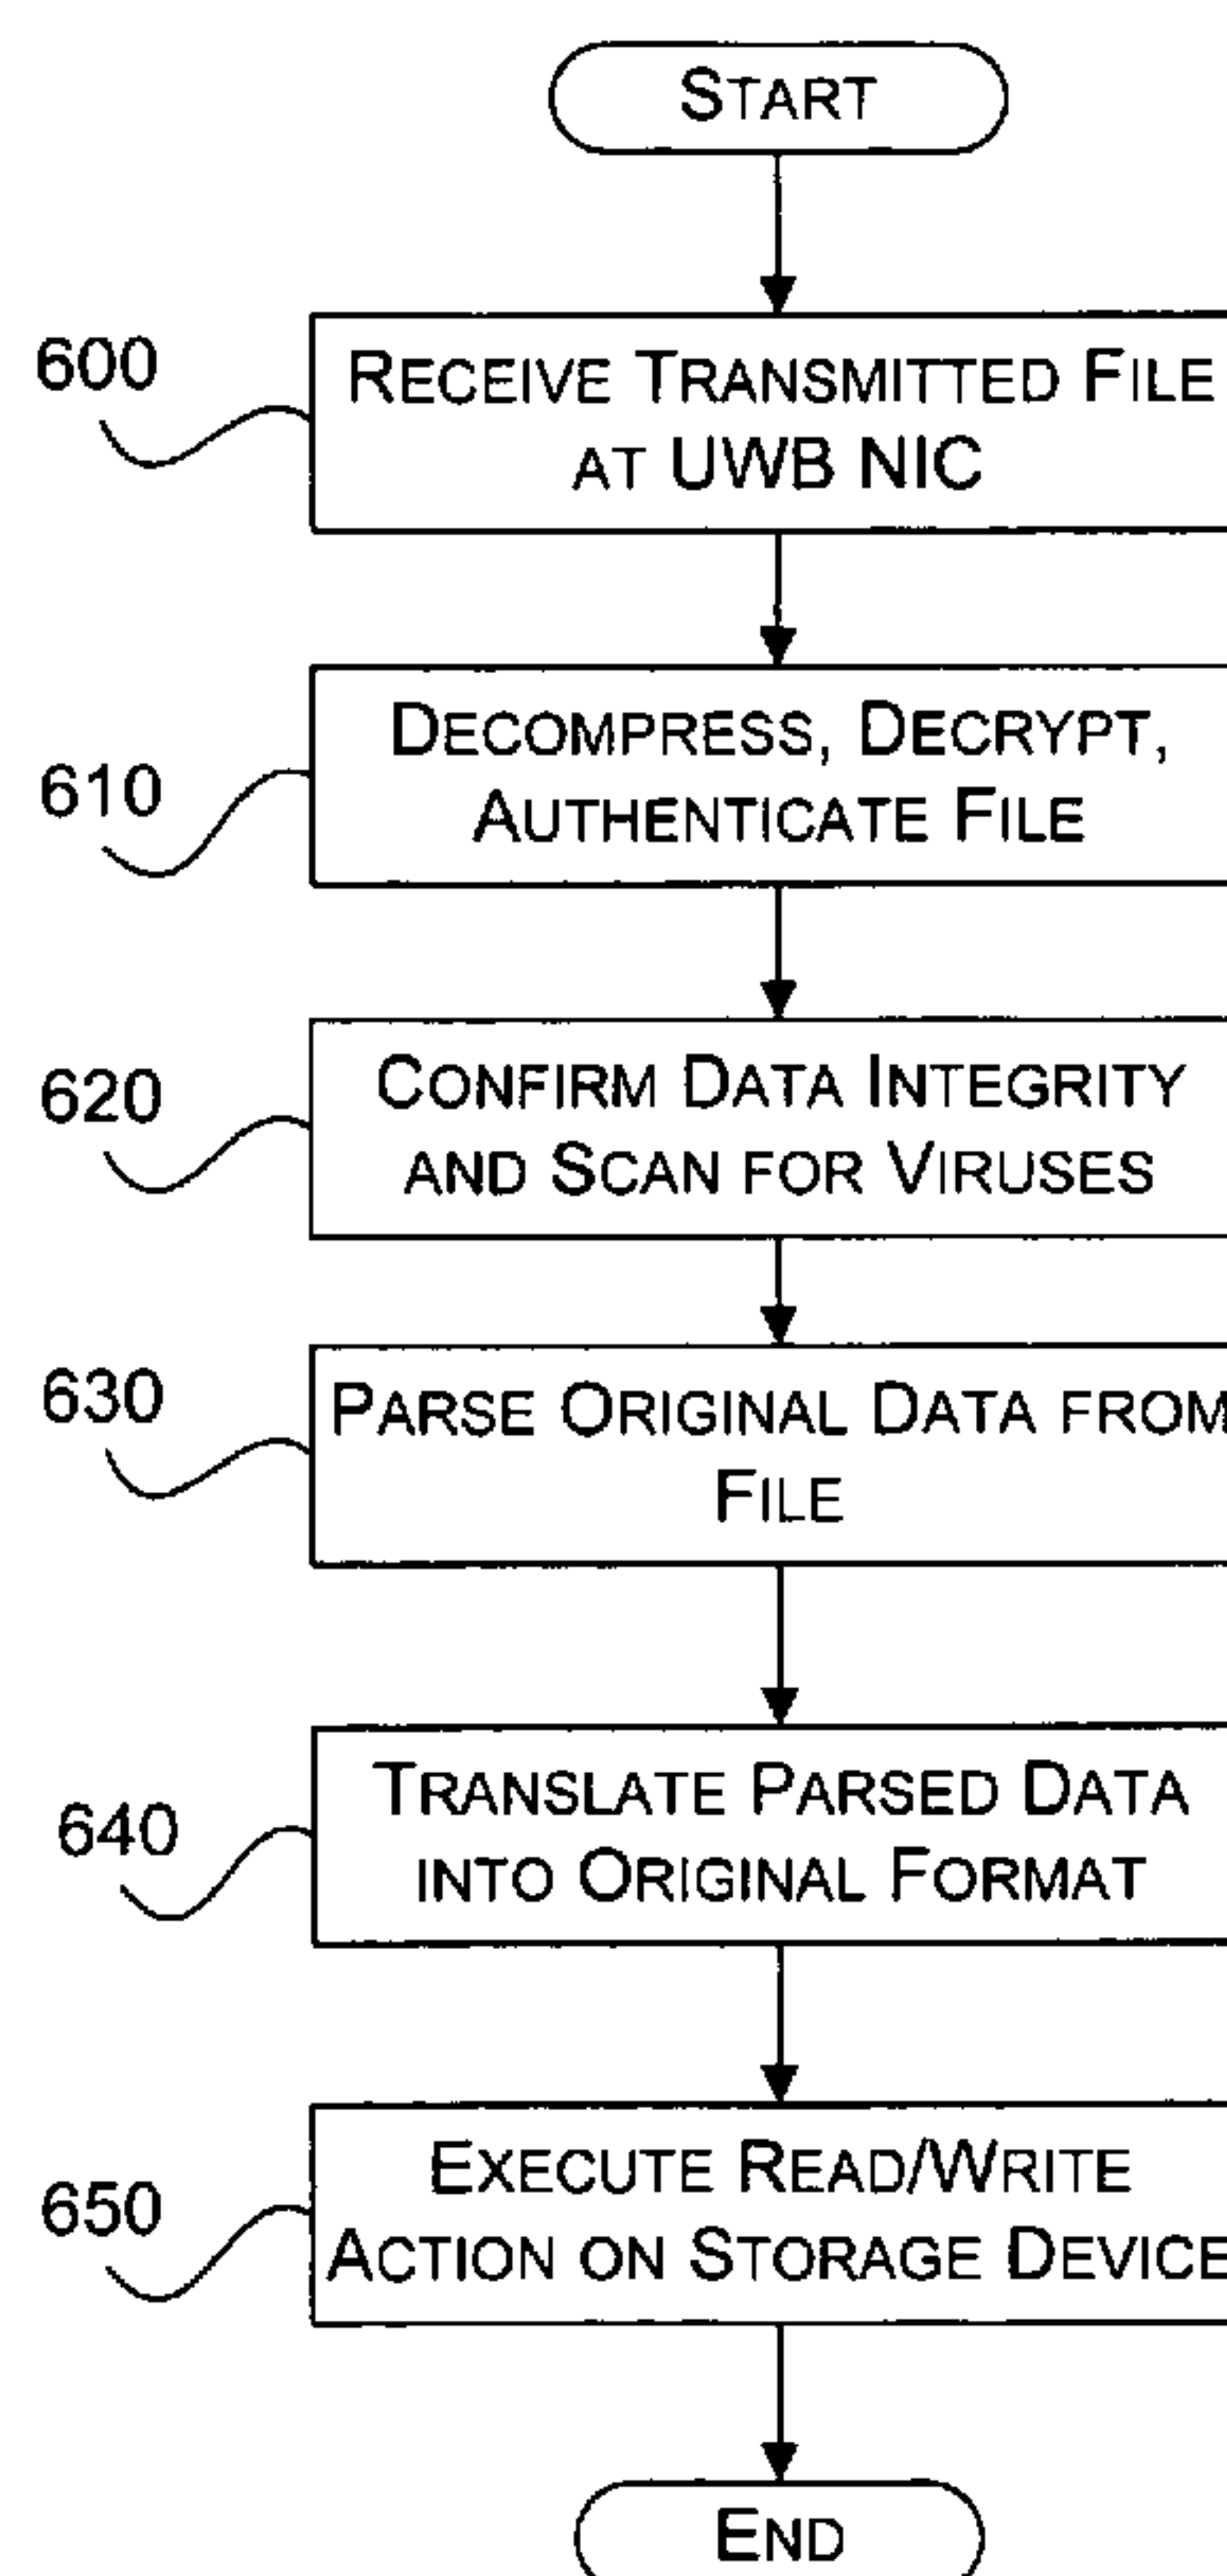 START
600
RECEIVE TRANSMITTED FILE
AT UWB NIC
610
DECOMPRESS, DECRYPT,
AUTHENTICATE FILE
620
CONFIRM DATA INTEGRITY
AND SCAN FOR VIRUSES
630
PARSE ORIGINAL DATA FROM
FILE
640
TRANSLATE PARSED DATA
INTO ORIGINAL FORMAT
650
EXECUTE READ/WRITE
ACTION ON STORAGE DEVICE
END